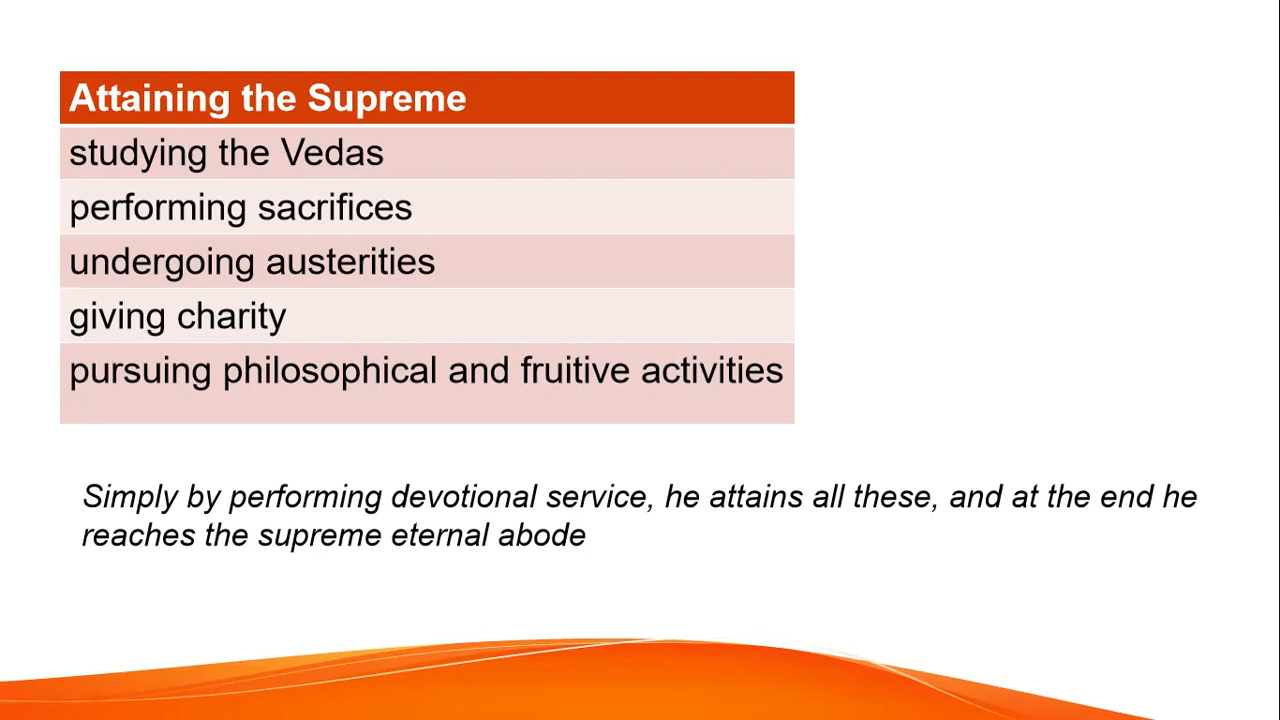 Attaining the Supreme
studying the Vedas
performing sacrifices
undergoing austerities
giving charity
pursuing philosophical and fruitive activities
Simply by performing devotional service, he attains all these, and at the end he
reaches the supreme eternal abode